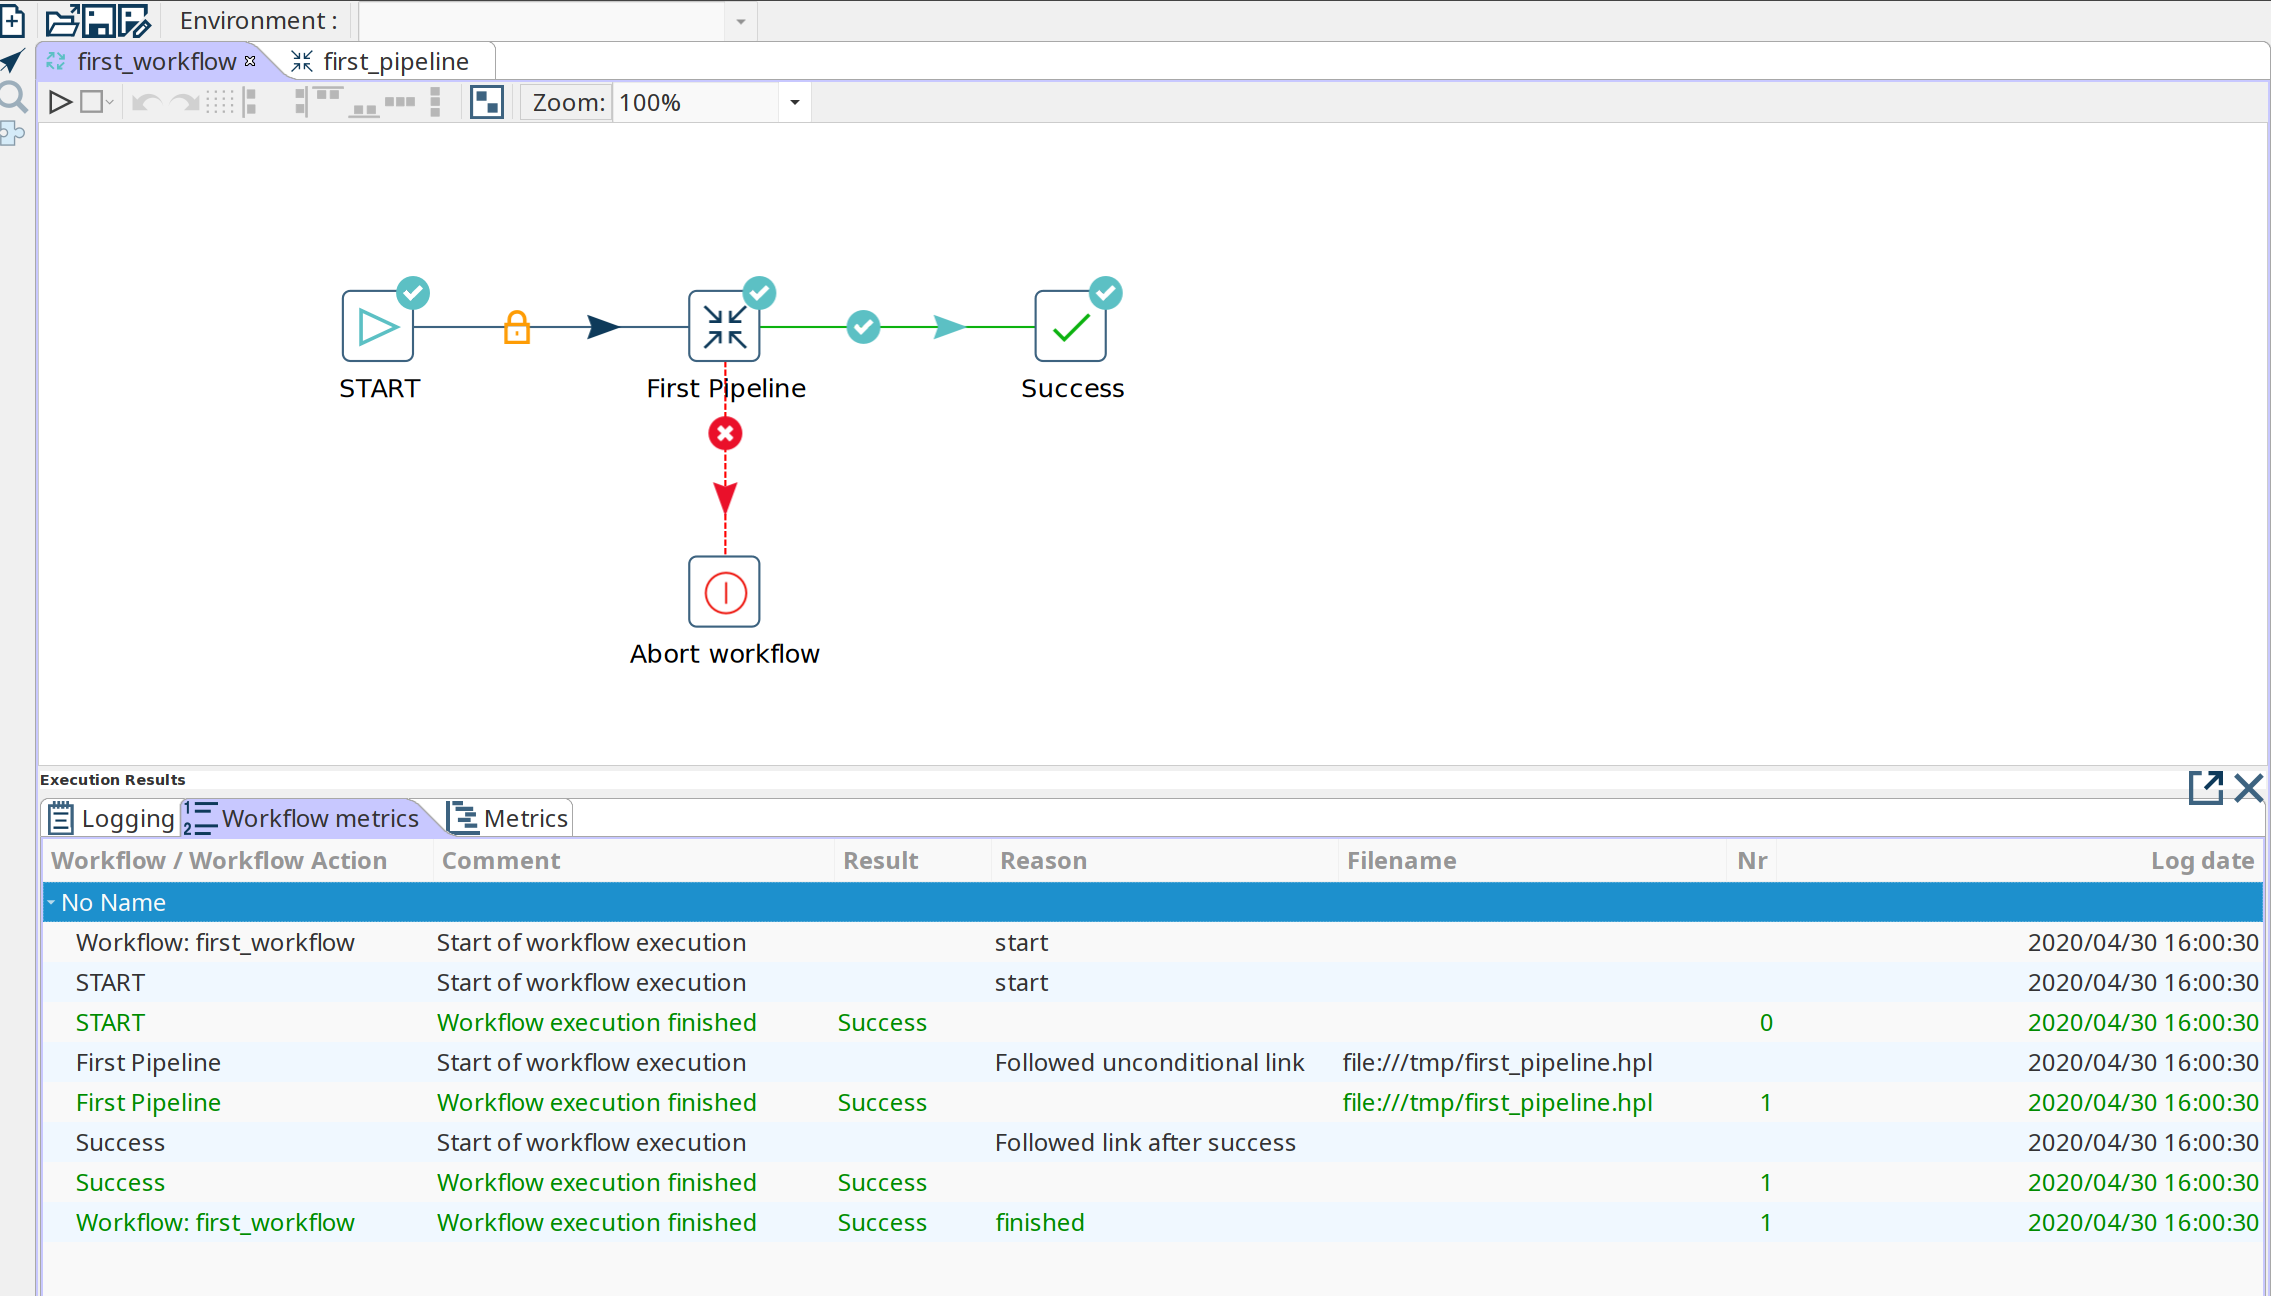 Environment :
first_workflow first_pipeline
Zoom: 100%
START First Pipeline Success
Abort workflow
Execution Results
Logging 1 2 Workflow metrics Metrics
Workflow / Workflow Action Comment Result Reason Filename Nr Log date
No Name
Workflow: first_workflow Start of workflow execution start 2020/04/30 16:00:30
START Start of workflow execution start 2020/04/30 16:00:30
START Workflow execution finished Success 0 2020/04/30 16:00:30
First Pipeline Start of workflow execution Followed unconditional link file:///tmp/first_pipeline.hpl 2020/04/30 16:00:30
First Pipeline Workflow execution finished Success file:///tmp/first_pipeline.hpl 1 2020/04/30 16:00:30
Success Start of workflow execution Followed link after success 2020/04/30 16:00:30
Success Workflow execution finished Success 1 2020/04/30 16:00:30
Workflow: first_workflow Workflow execution finished Success finished 1 2020/04/30 16:00:30